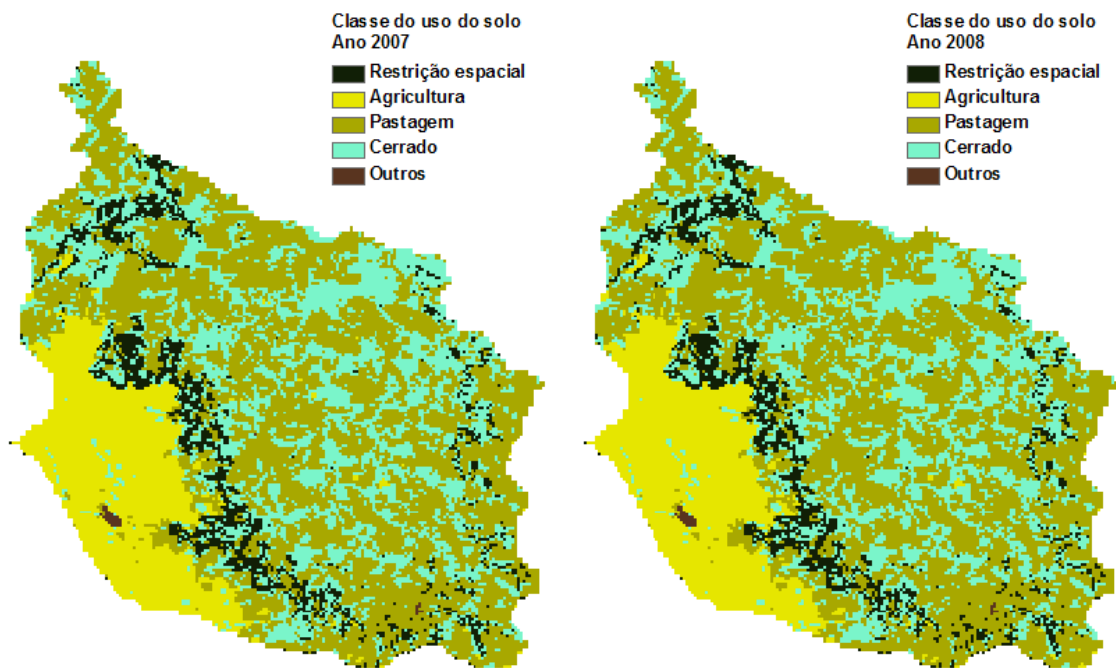 Classe do uso do solo
Ano 2007
Restrição espacial
Agricultura
Pastagem
Cerrado
Outros
Classe do uso do solo
Ano 2008
Restrição espacial
Agricultura
Pastagem
Cerrado
Outros